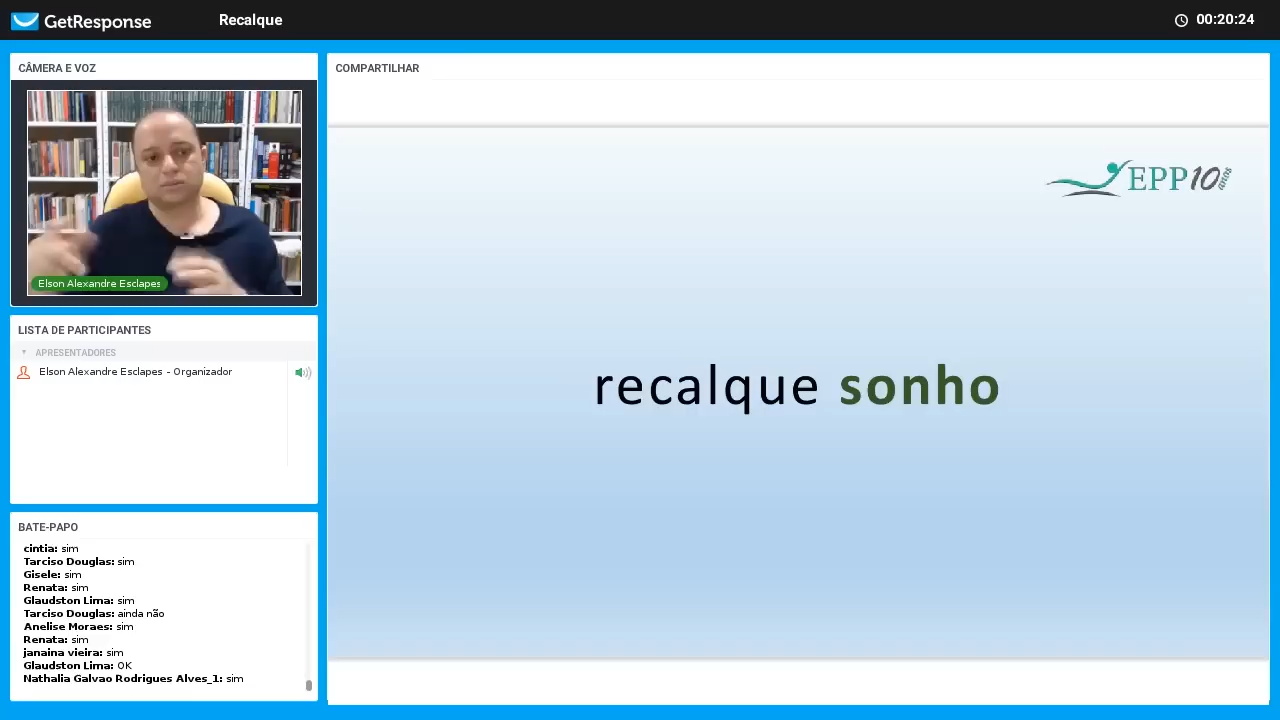 GetResponse
Recalque
00:20:24
CÂMERA E VOZ
Elson Alexandre Esclapes
LISTA DE PARTICIPANTES
APRESENTADORES
Elson Alexandre Esclapes - Organizador
BATE-PAPO
cintia: sim
Tarciso Douglas: sim
Gisele: sim
Renata: sim
Glaudston Lima: sim
Tarciso Douglas: ainda não
Anelise Moraes: sim
Renata: sim
janaina vieira: sim
Glaudston Lima: OK
Nathalia Galvao Rodrigues Alves_1: sim
COMPARTILHAR
EPP10
recalque sonho